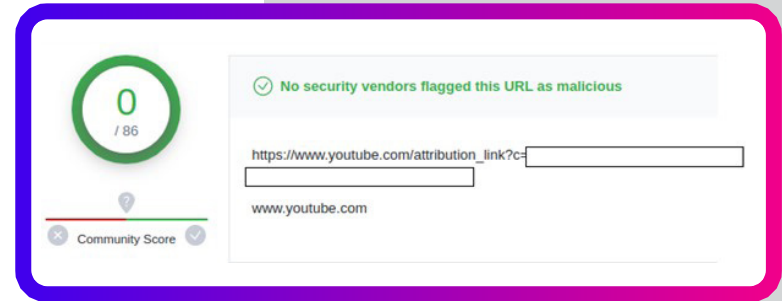 0
/ 86
?
Community Score
No security vendors flagged this URL as malicious
https://www.youtube.com/attribution_link?c=
www.youtube.com